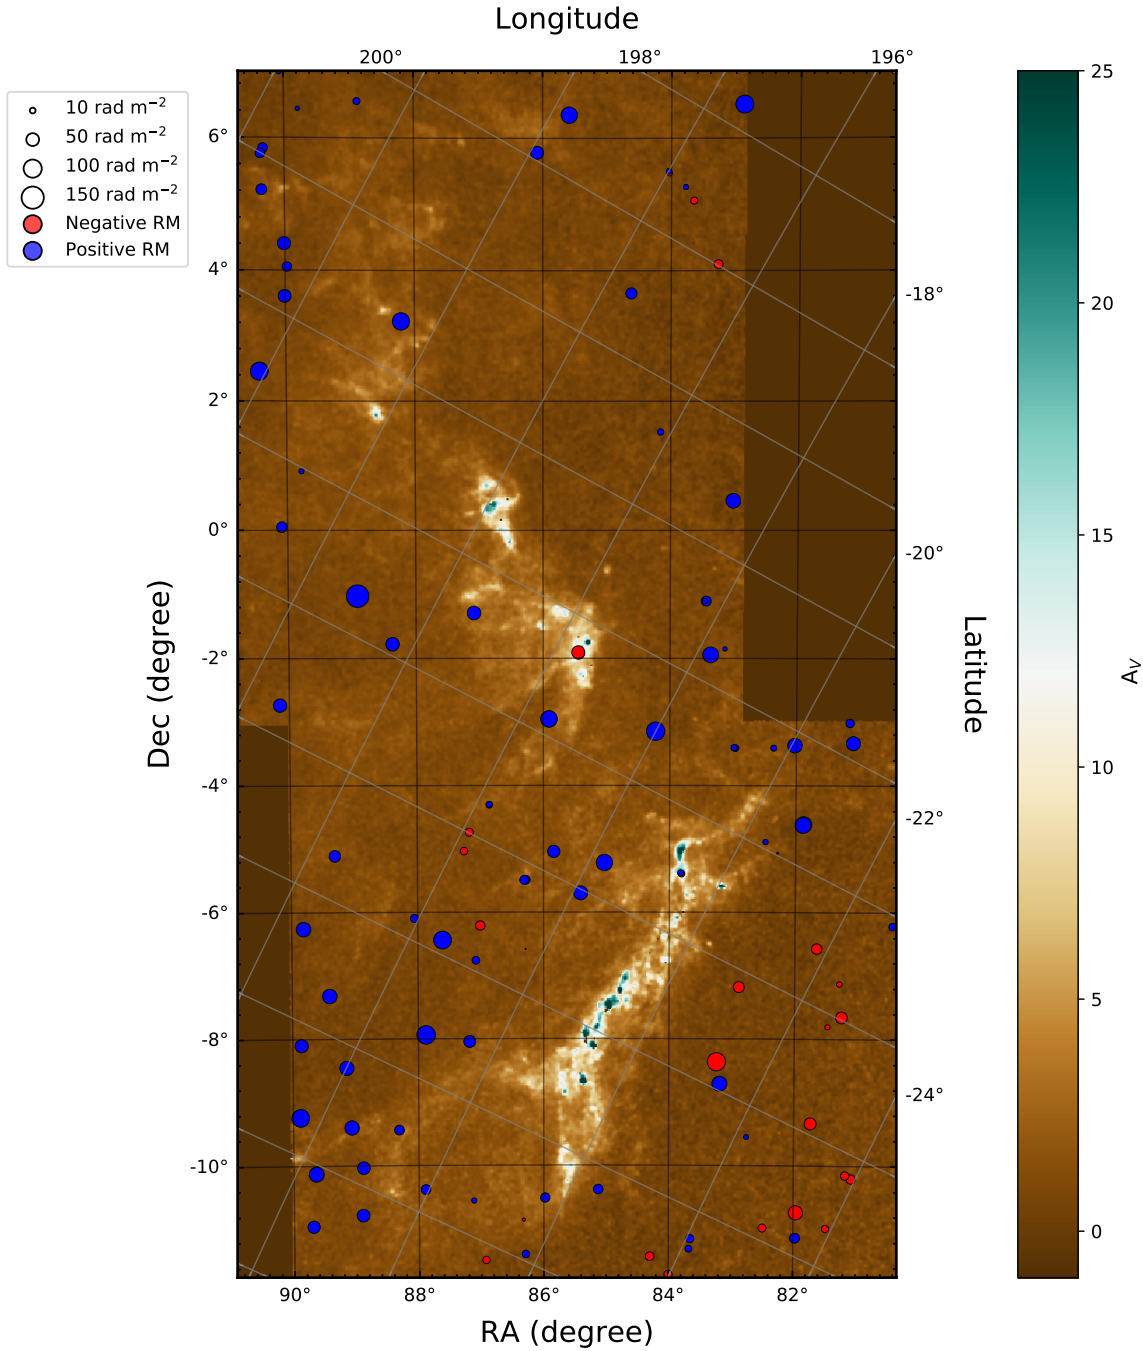 Longitude
200° 198° 196°
10 rad m⁻²
50 rad m⁻²
100 rad m⁻²
150 rad m⁻²
Negative RM
Positive RM
6°
4°
2°
0°
-2°
-4°
-6°
-8°
-10°
Dec (degree)
-18°
-20°
-22°
-24°
Latitude
25
20
15
10
5
0
A_V
90° 88° 86° 84° 82°
RA (degree)